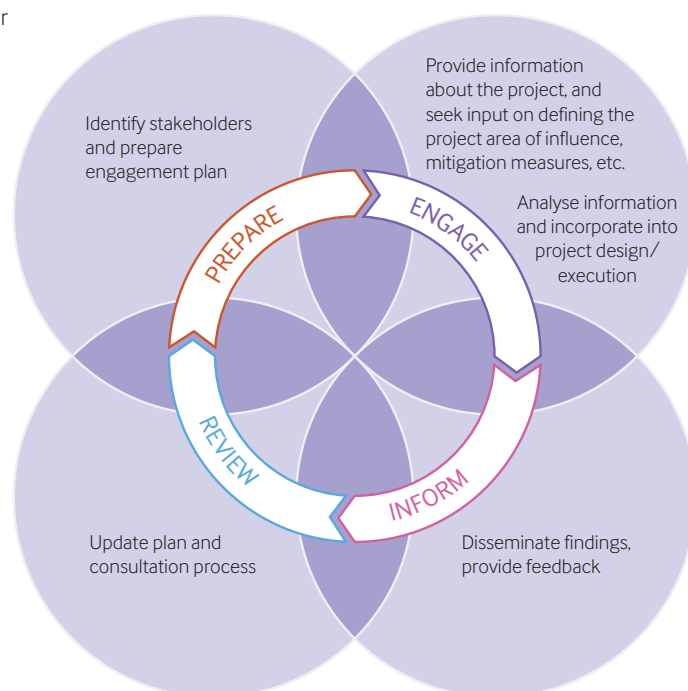 r
Identify stakeholders
and prepare
engagement plan
Provide information
about the project, and
seek input on defining the
project area of influence,
mitigation measures, etc.
Analyse information
and incorporate into
project design/
execution
PREPARE
ENGAGE
REVIEW
INFORM
Update plan and
consultation process
Disseminate findings,
provide feedback